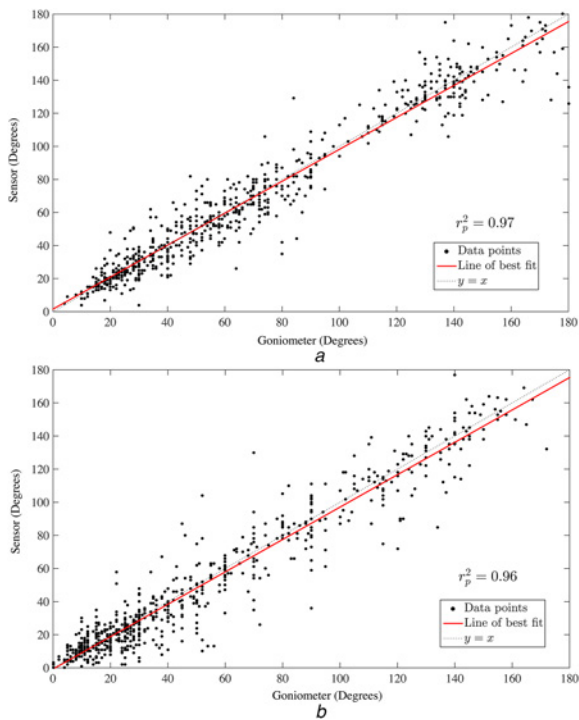 180
160
140
120
100
80
60
40
20
0
Sensor (Degrees)
r_p^2 = 0.97
Data points
Line of best fit
y = x
0 20 40 60 80 100 120 140 160 180
Goniometer (Degrees)
a
180
160
140
120
100
80
60
40
20
0
Sensor (Degrees)
r_p^2 = 0.96
Data points
Line of best fit
y = x
0 20 40 60 80 100 120 140 160 180
Goniometer (Degrees)
b